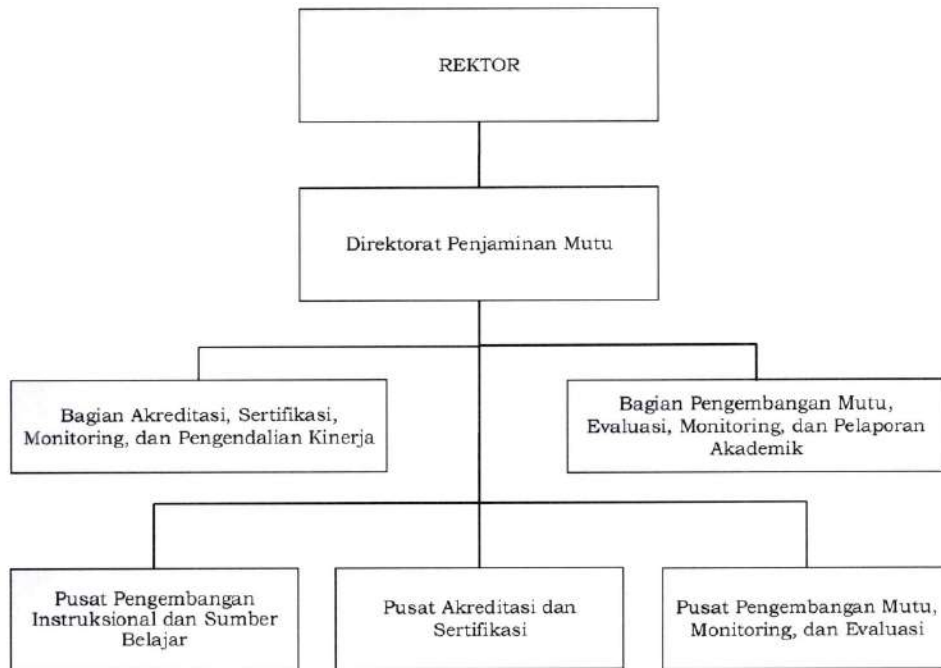 REKTOR
Direktorat Penjaminan Mutu
Bagian Akreditasi, Sertifikasi,
Monitoring, dan Pengendalian Kinerja
Bagian Pengembangan Mutu,
Evaluasi, Monitoring, dan Pelaporan
Akademik
Pusat Pengembangan
Instruksional dan Sumber
Belajar
Pusat Akreditasi dan
Sertifikasi
Pusat Pengembangan Mutu,
Monitoring, dan Evaluasi